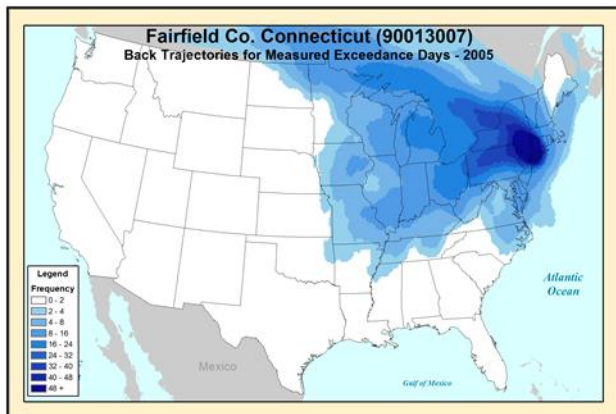 Fairfield Co. Connecticut (90013007)
Back Trajectories for Measured Exceedance Days - 2005
Legend
Frequency
0 - 2
2 - 4
4 - 8
8 - 16
16 - 24
24 - 32
32 - 40
40 - 48
48 +
Mexico
Atlantic
Ocean
Gulf of Mexico